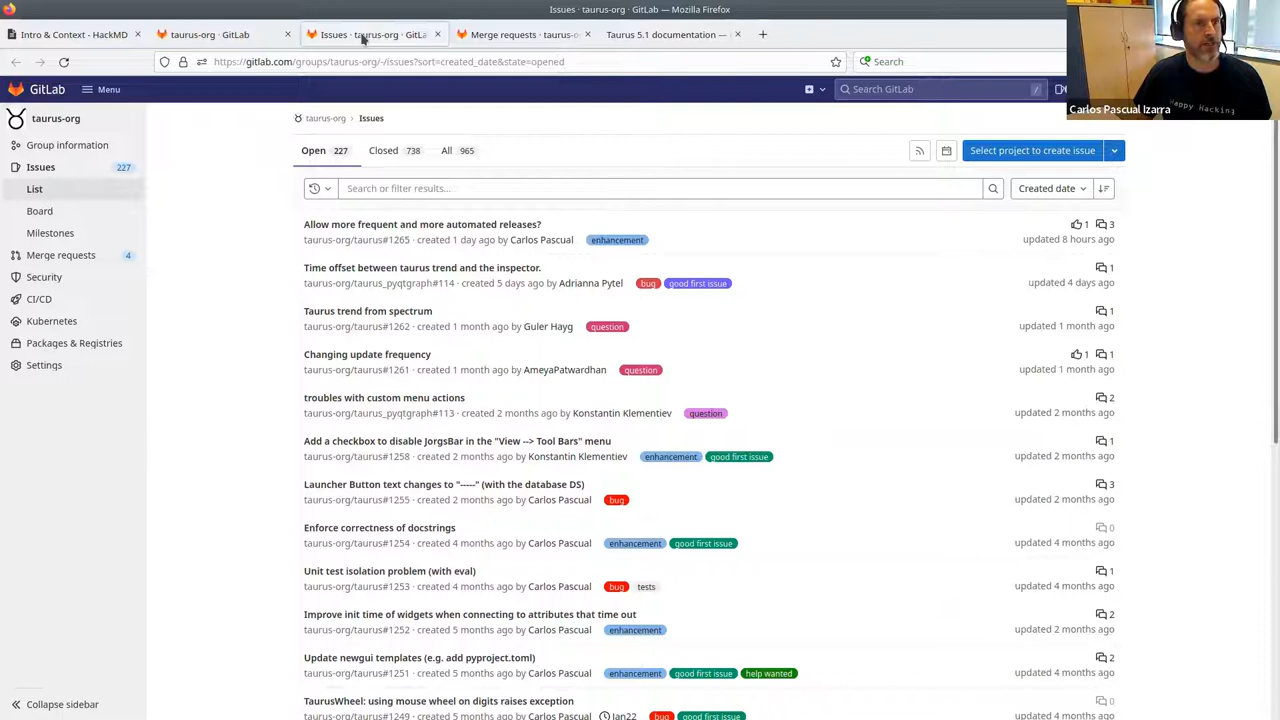 Issues · taurus-org · GitLab — Mozilla Firefox
Intro & Context - HackMD
taurus-org · GitLab
Issues · taurus-org · GitLa
Merge requests · taurus-o
Taurus 5.1 documentation —
https://gitlab.com/groups/taurus-org/-/issues?sort=created_date&state=opened
Search
GitLab
Menu
Search GitLab
/
Carlos Pascual Izarra
taurus-org
Group information
Issues 227
List
Board
Milestones
Merge requests 4
Security
CI/CD
Kubernetes
Packages & Registries
Settings
Collapse sidebar
taurus-org › Issues
Open 227
Closed 738
All 965
Select project to create issue
Search or filter results...
Created date
Allow more frequent and more automated releases?
1 3
taurus-org/taurus#1265 · created 1 day ago by Carlos Pascual enhancement
updated 8 hours ago
Time offset between taurus trend and the inspector.
1
taurus-org/taurus_pyqtgraph#114 · created 5 days ago by Adrianna Pytel bug good first issue
updated 4 days ago
Taurus trend from spectrum
1
taurus-org/taurus#1262 · created 1 month ago by Guler Hayg question
updated 1 month ago
Changing update frequency
1 1
taurus-org/taurus#1261 · created 1 month ago by AmeyaPatwardhan question
updated 1 month ago
troubles with custom menu actions
2
taurus-org/taurus_pyqtgraph#113 · created 2 months ago by Konstantin Klementiev question
updated 2 months ago
Add a checkbox to disable JorgsBar in the "View --> Tool Bars" menu
1
taurus-org/taurus#1258 · created 2 months ago by Konstantin Klementiev enhancement good first issue
updated 2 months ago
Launcher Button text changes to "-----" (with the database DS)
3
taurus-org/taurus#1255 · created 2 months ago by Carlos Pascual bug
updated 2 months ago
Enforce correctness of docstrings
0
taurus-org/taurus#1254 · created 4 months ago by Carlos Pascual enhancement good first issue
updated 4 months ago
Unit test isolation problem (with eval)
1
taurus-org/taurus#1253 · created 4 months ago by Carlos Pascual bug tests
updated 4 months ago
Improve init time of widgets when connecting to attributes that time out
2
taurus-org/taurus#1252 · created 5 months ago by Carlos Pascual enhancement
updated 2 months ago
Update newgui templates (e.g. add pyproject.toml)
2
taurus-org/taurus#1251 · created 5 months ago by Carlos Pascual enhancement good first issue help wanted
updated 4 months ago
TaurusWheel: using mouse wheel on digits raises exception
0
taurus-org/taurus#1249 · created 5 months ago by Carlos Pascual Jan22 bug good first issue
updated 4 months ago
Happy Hacking